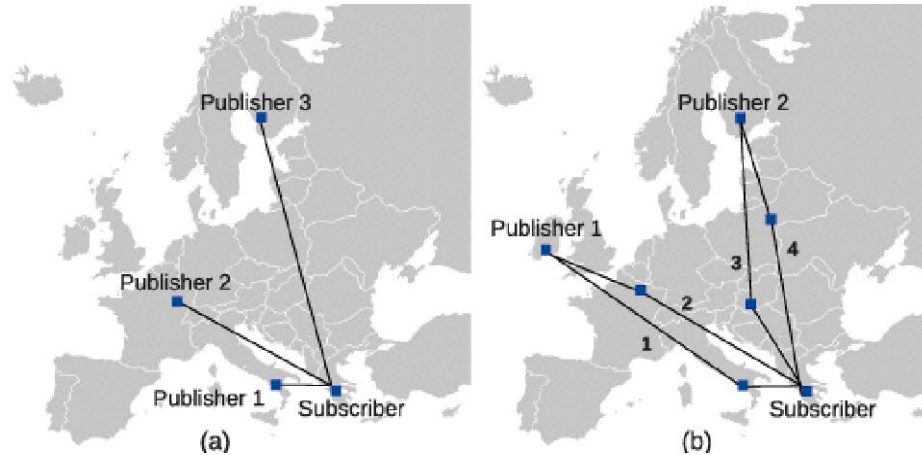 Publisher 3
Publisher 2
Publisher 1
Subscriber
(a)
Publisher 2
Publisher 1
3
4
2
1
Subscriber
(b)